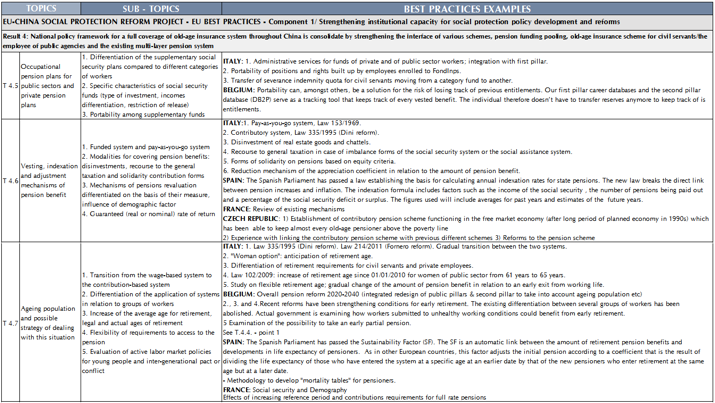 TOPICS SUB - TOPICS BEST PRACTICES EXAMPLES
EU-CHINA SOCIAL PROTECTION REFORM PROJECT • EU BEST PRACTICES • Component 1/ Strengthening institutional capacity for social protection policy development and reforms
Result 4: National policy framework for a full coverage of old-age insurance system throughout China is consolidate by strengthening the interface of various schemes, pension funding pooling, old-age insurance scheme for civil servants/the
employee of public agencies and the existing multi-layer pension system
T 4.5
Occupational
pension plans for
public sectors and
private pension
plans
1. Differentiation of the supplementary social
security plans compared to different categories
of workers
2. Specific characteristics of social security
funds (type of investment, incomes
differentiation, restriction of release)
3. Portability among supplementary funds
ITALY: 1. Administrative services for funds of private and of public sector workers; integration with first pillar.
2. Portability of positions and rights built up by employees enrolled to FondInps.
3. Transfer of severance indemnity quota for civil servants moving from a category fund to another.
BELGIUM: Portability can, amongst others, be a solution for the risk of losing track of previous entitlements. Our first pillar career databases and the second pillar
database (DB2P) serve as a tracking tool that keeps track of every vested benefit. The individual therefore doesn't have to transfer reserves anymore to keep track of is
entitlements.
T 4.6
Vesting, indexation
and adjustment
mechanisms of
pension benefit
1. Funded system and pay-as-you-go system
2. Modalities for covering pension benefits:
disinvestments, recourse to the general
taxation and solidarity contribution forms
3. Mechanisms of pensions revaluation
differentiated on the basis of their measure,
influence of demographic factor
4. Guaranteed (real or nominal) rate of return
ITALY:1. Pay-as-you-go system, Law 153/1969.
2. Contributory system, Law 335/1995 (Dini reform).
3. Disinvestment of real estate goods and chattels.
4. Recourse to general taxation in case of imbalance forms of the social security system or the social assistance system.
5. Forms of solidarity on pensions based on equity criteria.
6. Reduction mechanism of the appreciation coefficient in relation to the amount of pension benefit.
SPAIN: The Spanish Parliament has passed a law establishing the basis for calculating annual indexation rates for state pensions. The new law breaks the direct link
between pension increases and inflation. The indexation formula includes factors such as the income of the social security , the number of pensions being paid out
and a percentage of the social security deficit or surplus. The figures used will include averages for past years and estimates of the future years.
FRANCE: Review of existing mechanisms
CZECH REPUBLIC: 1) Establishment of contributory pension scheme functioning in the free market economy (after long period of planned economy in 1990s) which
has been able to keep almost every old-age pensioner above the poverty line
2) Experience with linking the contributory pension scheme with previous different schemes 3) Reforms to the pension scheme
T 4.7
Ageing population
and possible
strategy of dealing
with this situation
1. Transition from the wage-based system to
the contribution-based system
2. Differentiation of the application of systems
in relation to groups of workers
3. Increase of the average age for retirement,
legal and actual ages of retirement
4. Flexibility of requirements to access to the
pension
5. Evaluation of active labor market policies
for young people and inter-generational pact or
conflict
ITALY: 1. Law 335/1995 (Dini reform). Law 214/2011 (Fornero reform). Gradual transition between the two systems.
2. "Woman option": anticipation of retirement age.
3. Differentiation of retirement requirements for civil servants and private employees.
4. Law 102/2009: increase of retirement age since 01/01/2010 for women of public sector from 61 years to 65 years.
5. Study on flexible retirement age; gradual change of the amount of pension benefit in relation to an early exit from working life.
BELGIUM: Overall pension reform 2020-2040 (integrated redesign of public pillars & second pillar to take into account ageing population etc)
2., 3. and 4.Recent reforms have been strengthening conditions for early retirement. The existing differentiation between several groups of workers has been
abolished. Actual government is examining how workers submitted to unhealthy working conditions could benefit from early retirement.
5 Examination of the possibility to take an early partial pension.
See T.4.4. • point 1
SPAIN: The Spanish Parliament has passed the Sustainability Factor (SF). The SF is an automatic link between the amount of retirement pension benefits and
developments in life expectancy of pensioners. As in other European countries, this factor adjusts the initial pension according to a coefficient that is the result of
dividing the life expectancy of those who have entered the system at a specific age at an earlier date by that of the new pensioners who enter retirement at the same
age but at a later date.
• Methodology to develop "mortality tables" for pensioners.
FRANCE: Social security and Demography
Effects of increasing reference period and contributions requirements for full rate pensions